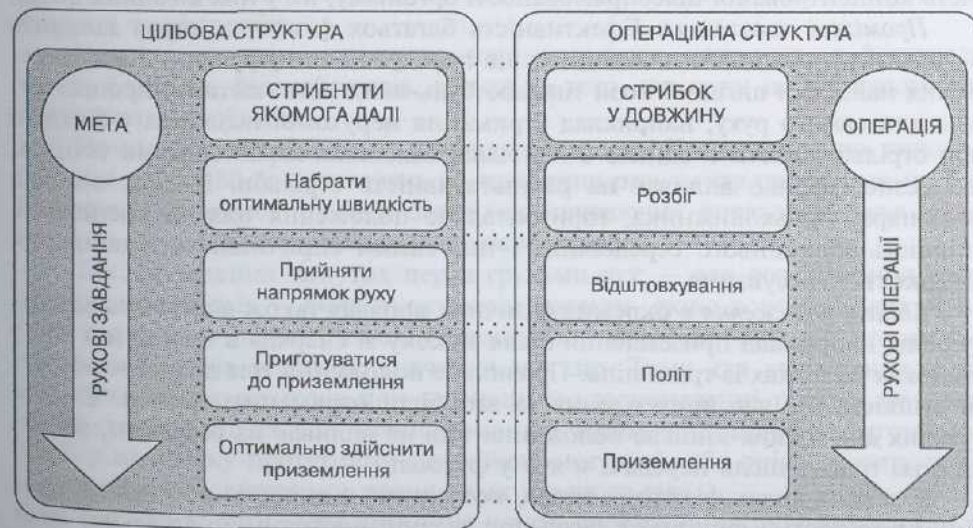 ЦІЛЬОВА СТРУКТУРА
МЕТА
СТРИБНУТИ
ЯКОМОГА ДАЛІ
Набрати
оптимальну швидкість
Прийняти
напрямок руху
Приготуватися
до приземлення
Оптимально здійснити
приземлення
РУХОВІ ЗАВДАННЯ
ОПЕРАЦІЙНА СТРУКТУРА
СТРИБОК
У ДОВЖИНУ
Розбіг
Відштовхування
Політ
Приземлення
ОПЕРАЦІЯ
РУХОВІ ОПЕРАЦІЇ